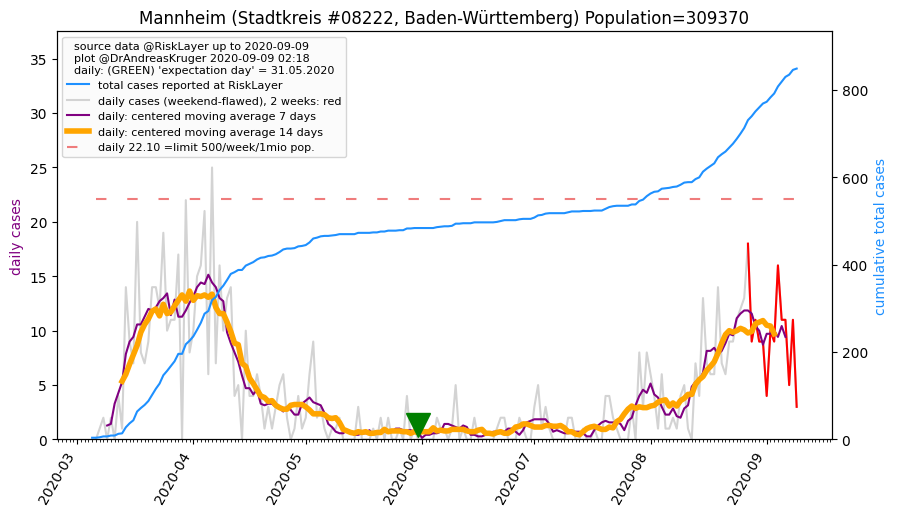 Mannheim (Stadtkreis #08222, Baden-Württemberg) Population=309370
source data @RiskLayer up to 2020-09-09
plot @DrAndreasKruger 2020-09-09 02:18
daily: (GREEN) 'expectation day' = 31.05.2020
total cases reported at RiskLayer
daily cases (weekend-flawed), 2 weeks: red
daily: centered moving average 7 days
daily: centered moving average 14 days
daily 22.10 =limit 500/week/1mio pop.
daily cases
35
30
25
20
15
10
5
0
800
600
400
200
0
cumulative total cases
2020-03
2020-04
2020-05
2020-06
2020-07
2020-08
2020-09